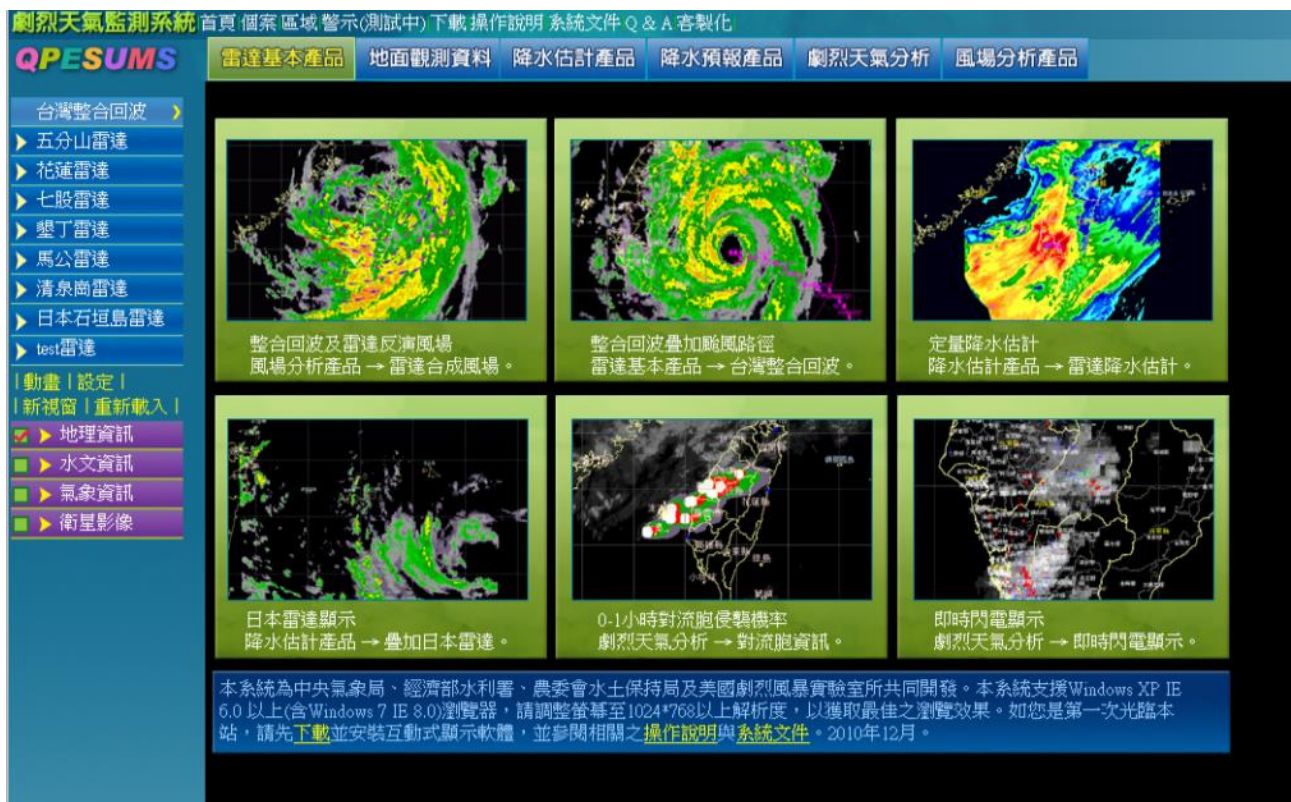 劇烈天氣監測系統 首頁 個案 區域 警示(測試中) 下載 操作說明 系統文件 Q & A 客製化
QPESUMS
雷達基本產品 地面觀測資料 降水估計產品 降水預報產品 劇烈天氣分析 風場分析產品
台灣整合回波
五分山雷達
花蓮雷達
七股雷達
墾丁雷達
馬公雷達
清泉崗雷達
日本石垣島雷達
test雷達
|動畫|設定|
|新視窗|重新載入|
地理資訊
水文資訊
氣象資訊
衛星影像
整合回波及雷達反演風場
風場分析產品→雷達合成風場。
整合回波疊加颱風路徑
雷達基本產品→台灣整合回波。
定量降水估計
降水估計產品→雷達降水估計。
日本雷達顯示
降水估計產品→疊加日本雷達。
0-1小時對流胞侵襲機率
劇烈天氣分析→對流胞資訊。
即時閃電顯示
劇烈天氣分析→即時閃電顯示。
本系統為中央氣象局、經濟部水利署、農委會水土保持局及美國劇烈風暴實驗室所共同開發。本系統支援Windows XP IE
6.0 以上(含Windows 7 IE 8.0)瀏覽器，請調整螢幕至1024*768以上解析度，以獲取最佳之瀏覽效果。如您是第一次光臨本
站，請先下載並安裝互動式顯示軟體，並參閱相關之操作說明與系統文件。2010年12月。